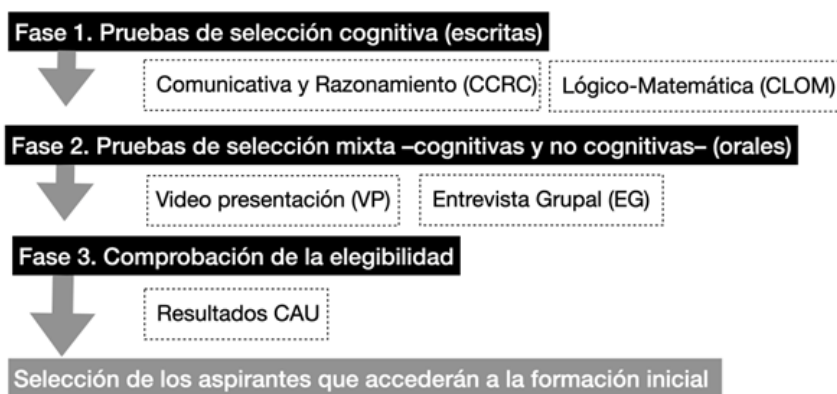 Fase 1. Pruebas de selección cognitiva (escritas)
Comunicativa y Razonamiento (CCRC)
Lógico-Matemática (CLOM)
Fase 2. Pruebas de selección mixta –cognitivas y no cognitivas– (orales)
Video presentación (VP)
Entrevista Grupal (EG)
Fase 3. Comprobación de la elegibilidad
Resultados CAU
Selección de los aspirantes que accederán a la formación inicial